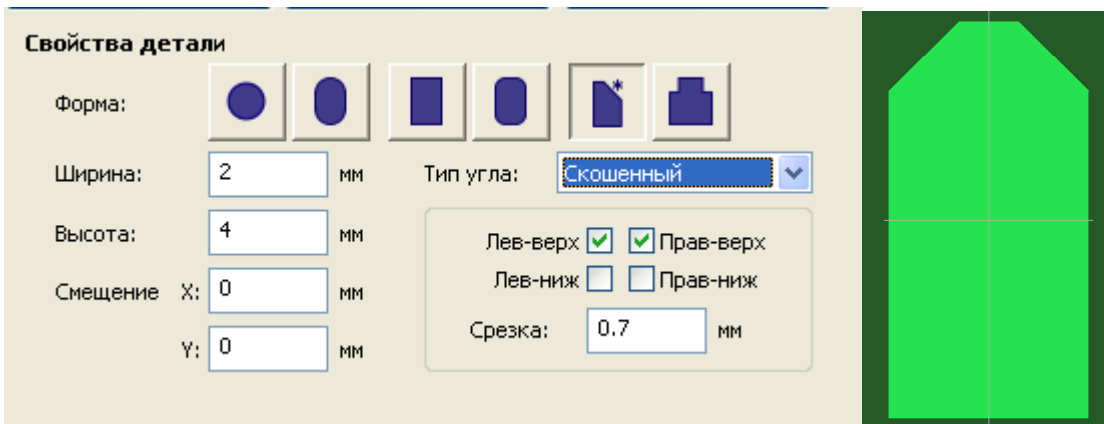 Свойства детали
Форма:
Ширина: 2 мм Тип угла: Скошенный
Высота: 4 мм Лев-верх Прав-верх
Смещение X: 0 мм Лев-ниж Прав-ниж
Y: 0 мм Срезка: 0.7 мм